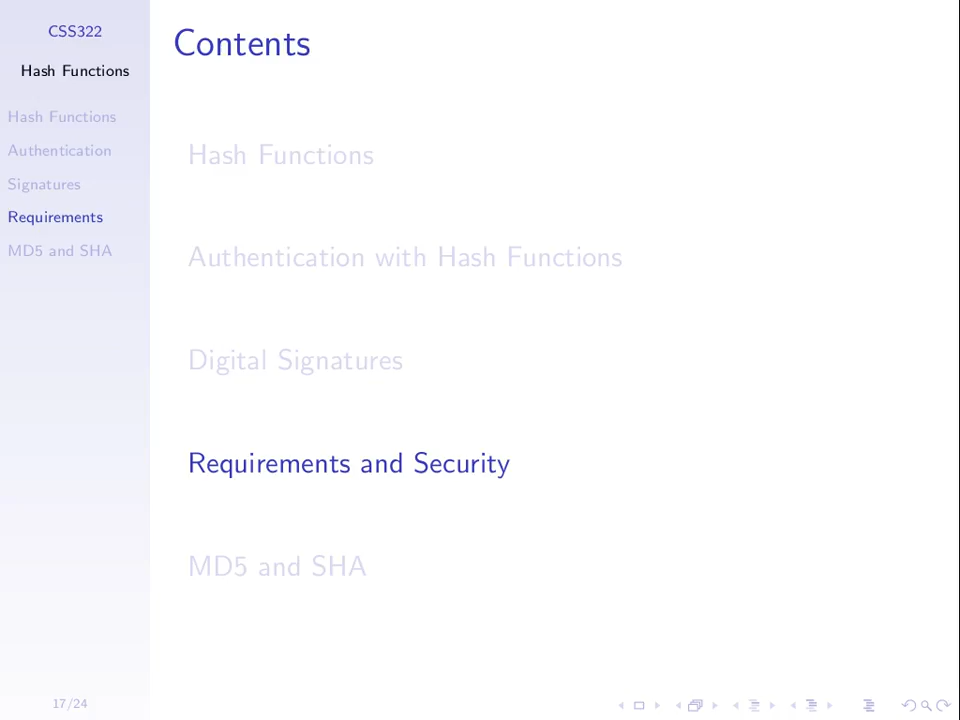 CSS322
Hash Functions
Hash Functions
Authentication
Signatures
Requirements
MD5 and SHA
Contents
Hash Functions
Authentication with Hash Functions
Digital Signatures
Requirements and Security
MD5 and SHA
17/24